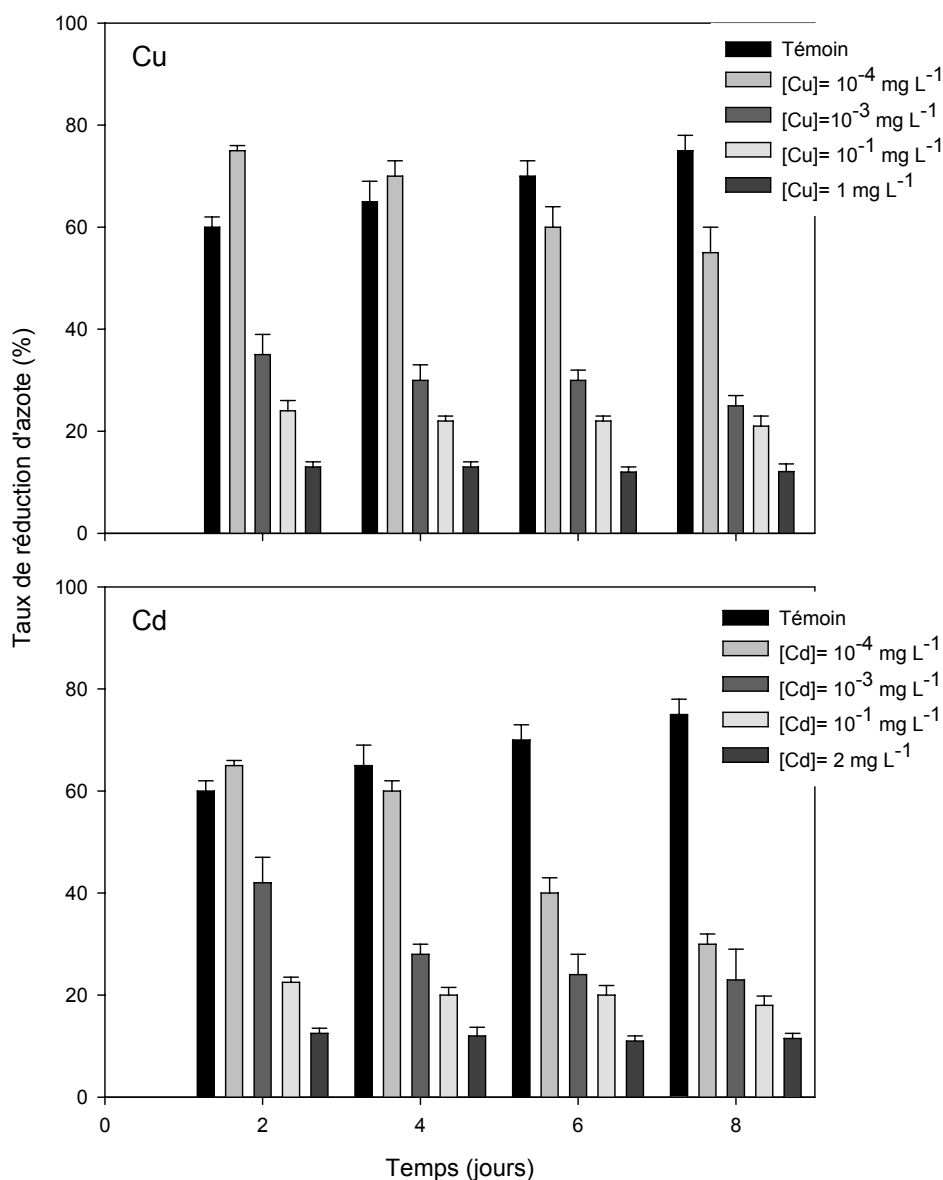 Taux de réduction d'azote (%)
Cu
100
80
60
40
20
0
Témoin
[Cu]= 10⁻⁴ mg L⁻¹
[Cu]=10⁻³ mg L⁻¹
[Cu]= 10⁻¹ mg L⁻¹
[Cu]= 1 mg L⁻¹
Cd
100
80
60
40
20
0
Témoin
[Cd]= 10⁻⁴ mg L⁻¹
[Cd]= 10⁻³ mg L⁻¹
[Cd]= 10⁻¹ mg L⁻¹
[Cd]= 2 mg L⁻¹
0 2 4 6 8
Temps (jours)